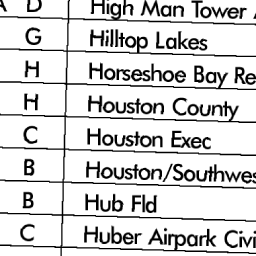 D High Man Tower
G Hilltop Lakes
H Horseshoe Bay Re
H Houston County
C Houston Exec
B Houston/Southwes
B Hub Fld
C Huber Airpark Civi